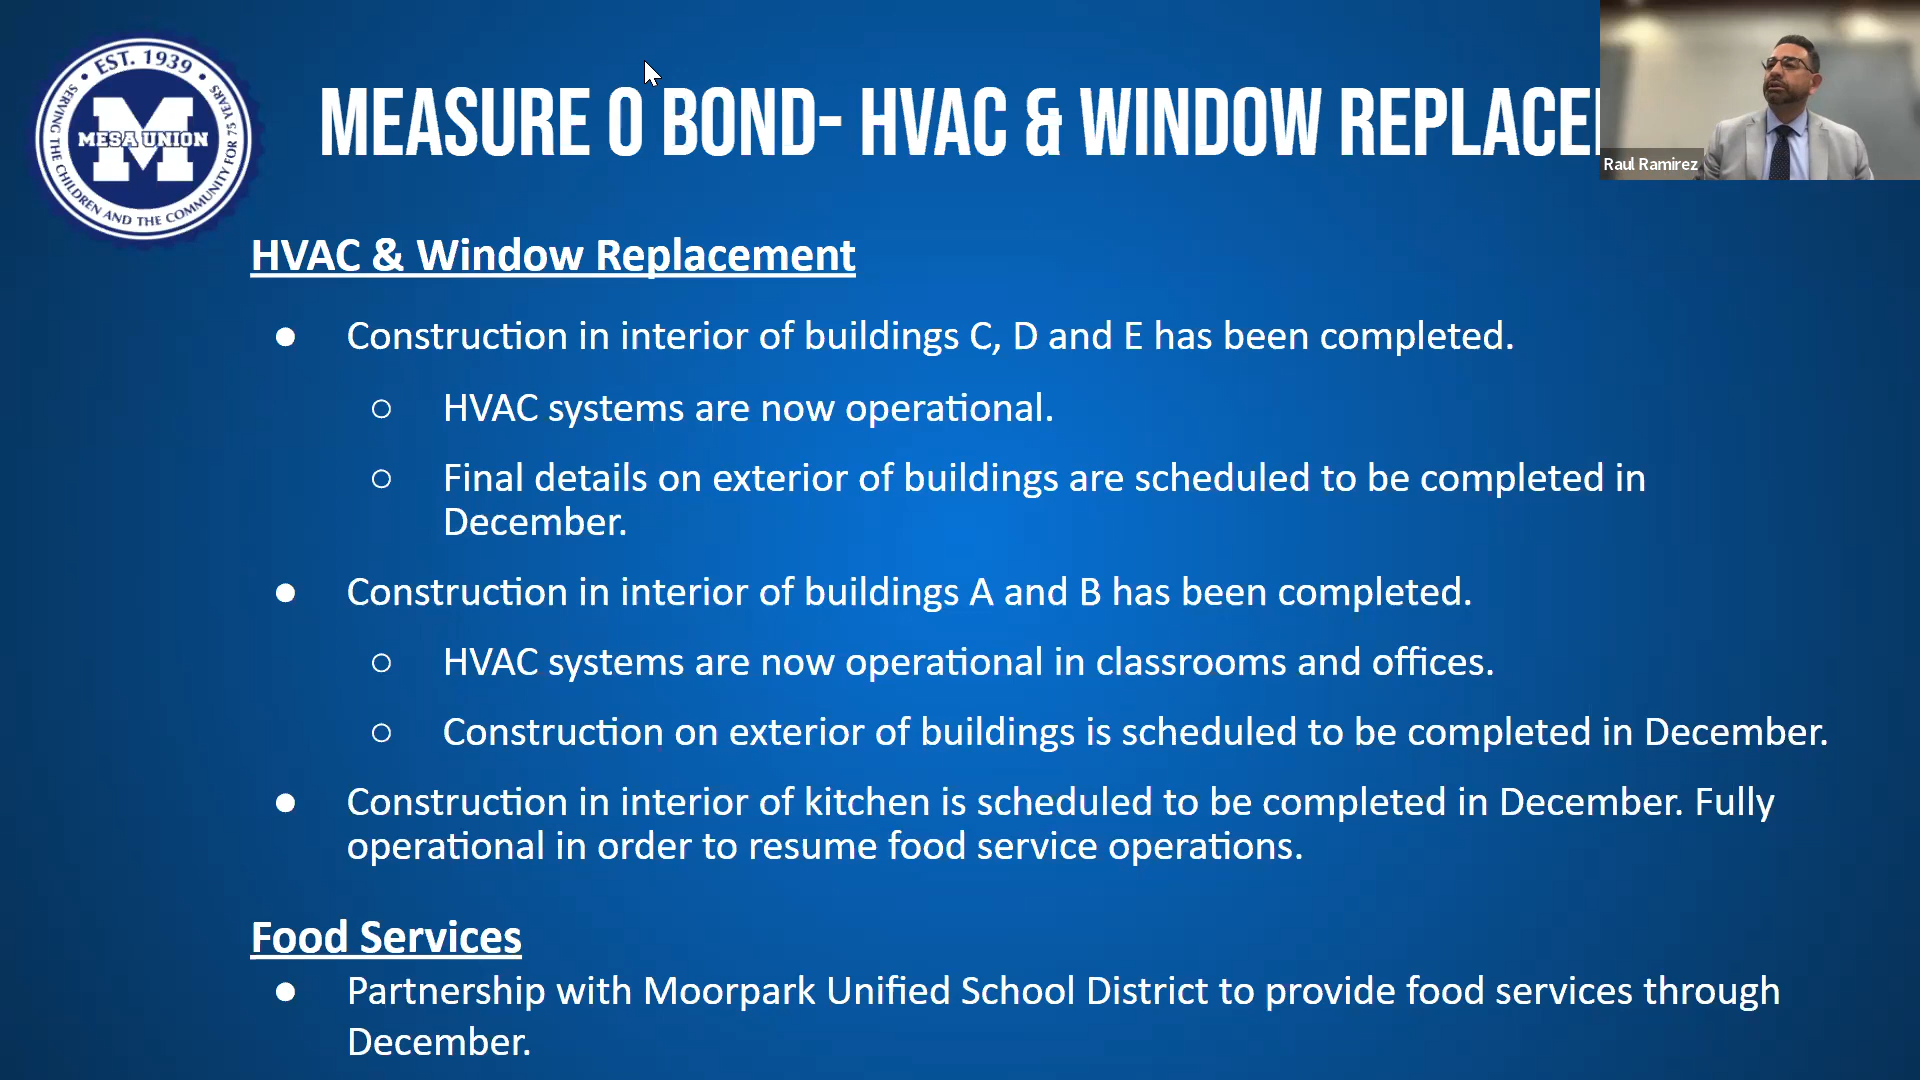 EST. 1939
SERVING THE CHILDREN AND THE COMMUNITY FOR 75 YEARS
MESA UNION
MEASURE O BOND- HVAC & WINDOW REPLACE
Raul Ramirez
HVAC & Window Replacement
● Construction in interior of buildings C, D and E has been completed.
○ HVAC systems are now operational.
○ Final details on exterior of buildings are scheduled to be completed in
December.
● Construction in interior of buildings A and B has been completed.
○ HVAC systems are now operational in classrooms and offices.
○ Construction on exterior of buildings is scheduled to be completed in December.
● Construction in interior of kitchen is scheduled to be completed in December. Fully
operational in order to resume food service operations.
Food Services
● Partnership with Moorpark Unified School District to provide food services through
December.